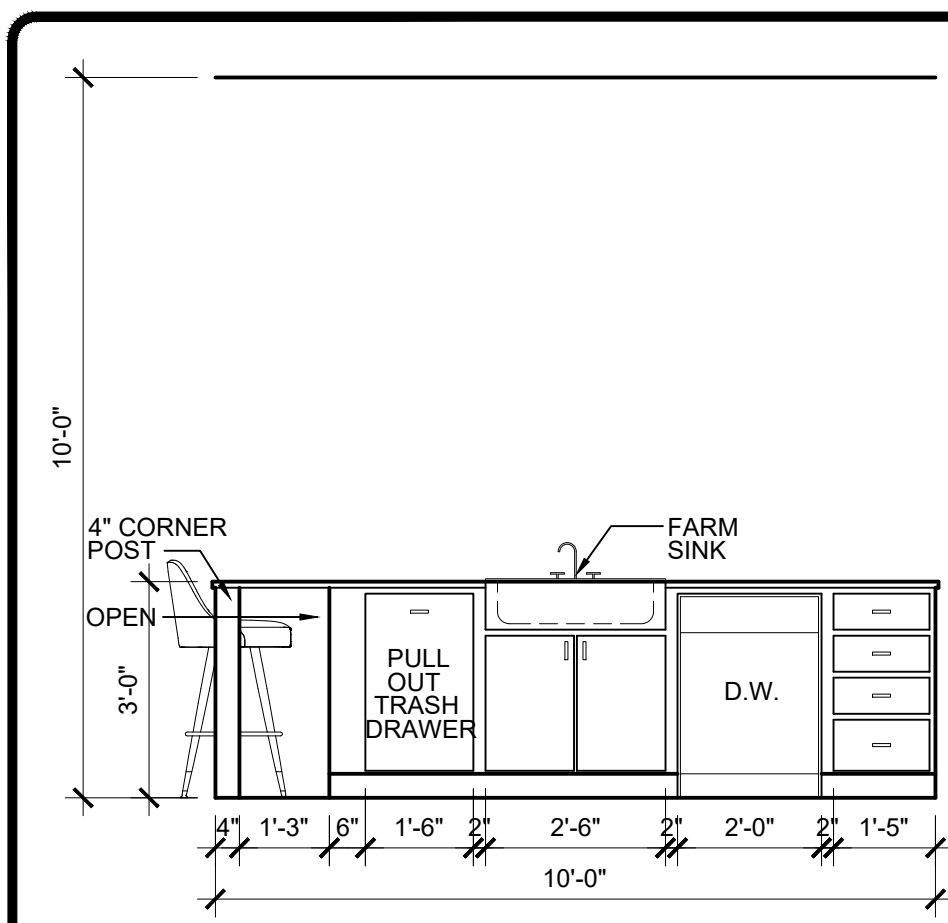 10'-0"
4" CORNER
POST
FARM
SINK
OPEN
3'-0"
PULL
OUT
TRASH
DRAWER
D.W.
4" 1'-3" 6" 1'-6" 2" 2'-6" 2" 2'-0" 2" 1'-5"
10'-0"